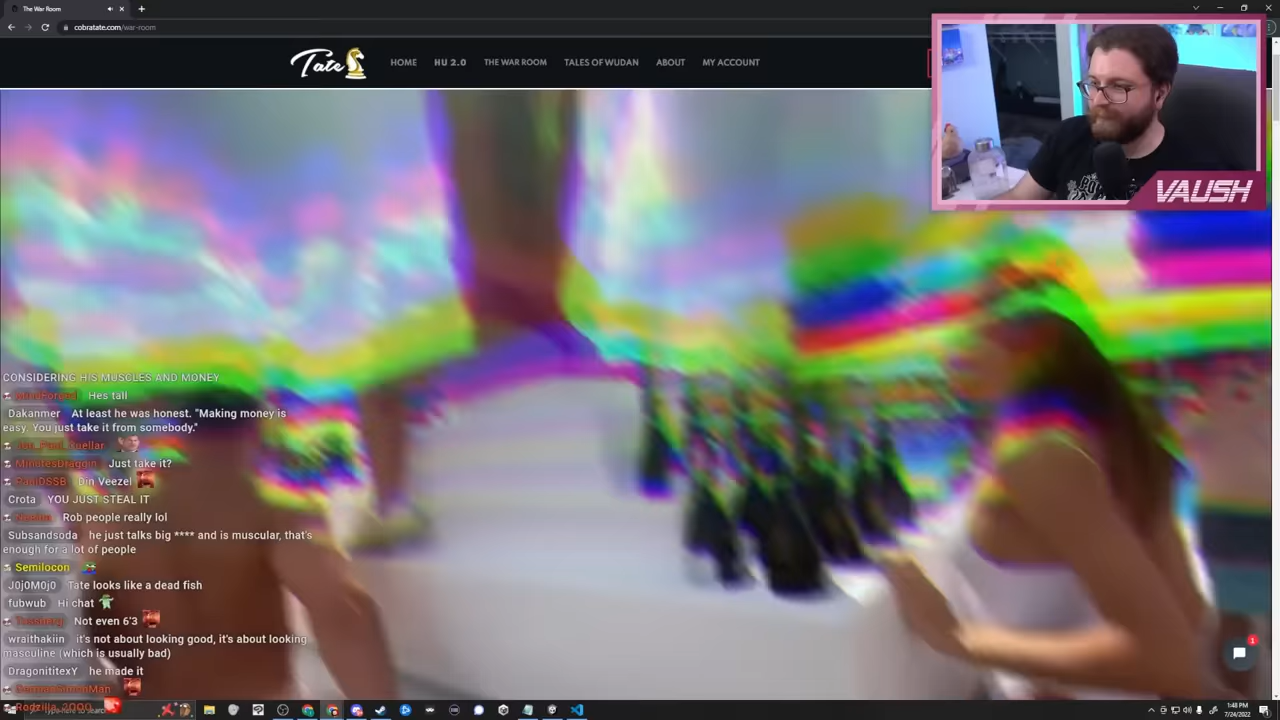 The War Room
cobratate.com/war-room
Tate
HOME
HU 2.0
THE WAR ROOM
TALES OF WUDAN
ABOUT
MY ACCOUNT
VAUSH
CONSIDERING HIS MUSCLES AND MONEY
Hes tall
Dakanmer At least he was honest. "Making money is
easy. You just take it from somebody."
MinutesDraggin Just take it?
PaniDSSB Din Veezel
Crota YOU JUST STEAL IT
Rob people really lol
Subsandsoda he just talks big **** and is muscular, that's
enough for a lot of people
Semilocon
J0j0M0j0 Tate looks like a dead fish
fubwub Hi chat
Not even 6'3
wraithakiin it's not about looking good, it's about looking
masculine (which is usually bad)
DragonititexY he made it
Rodzilla_2000
1
1:48 PM
7/24/2022